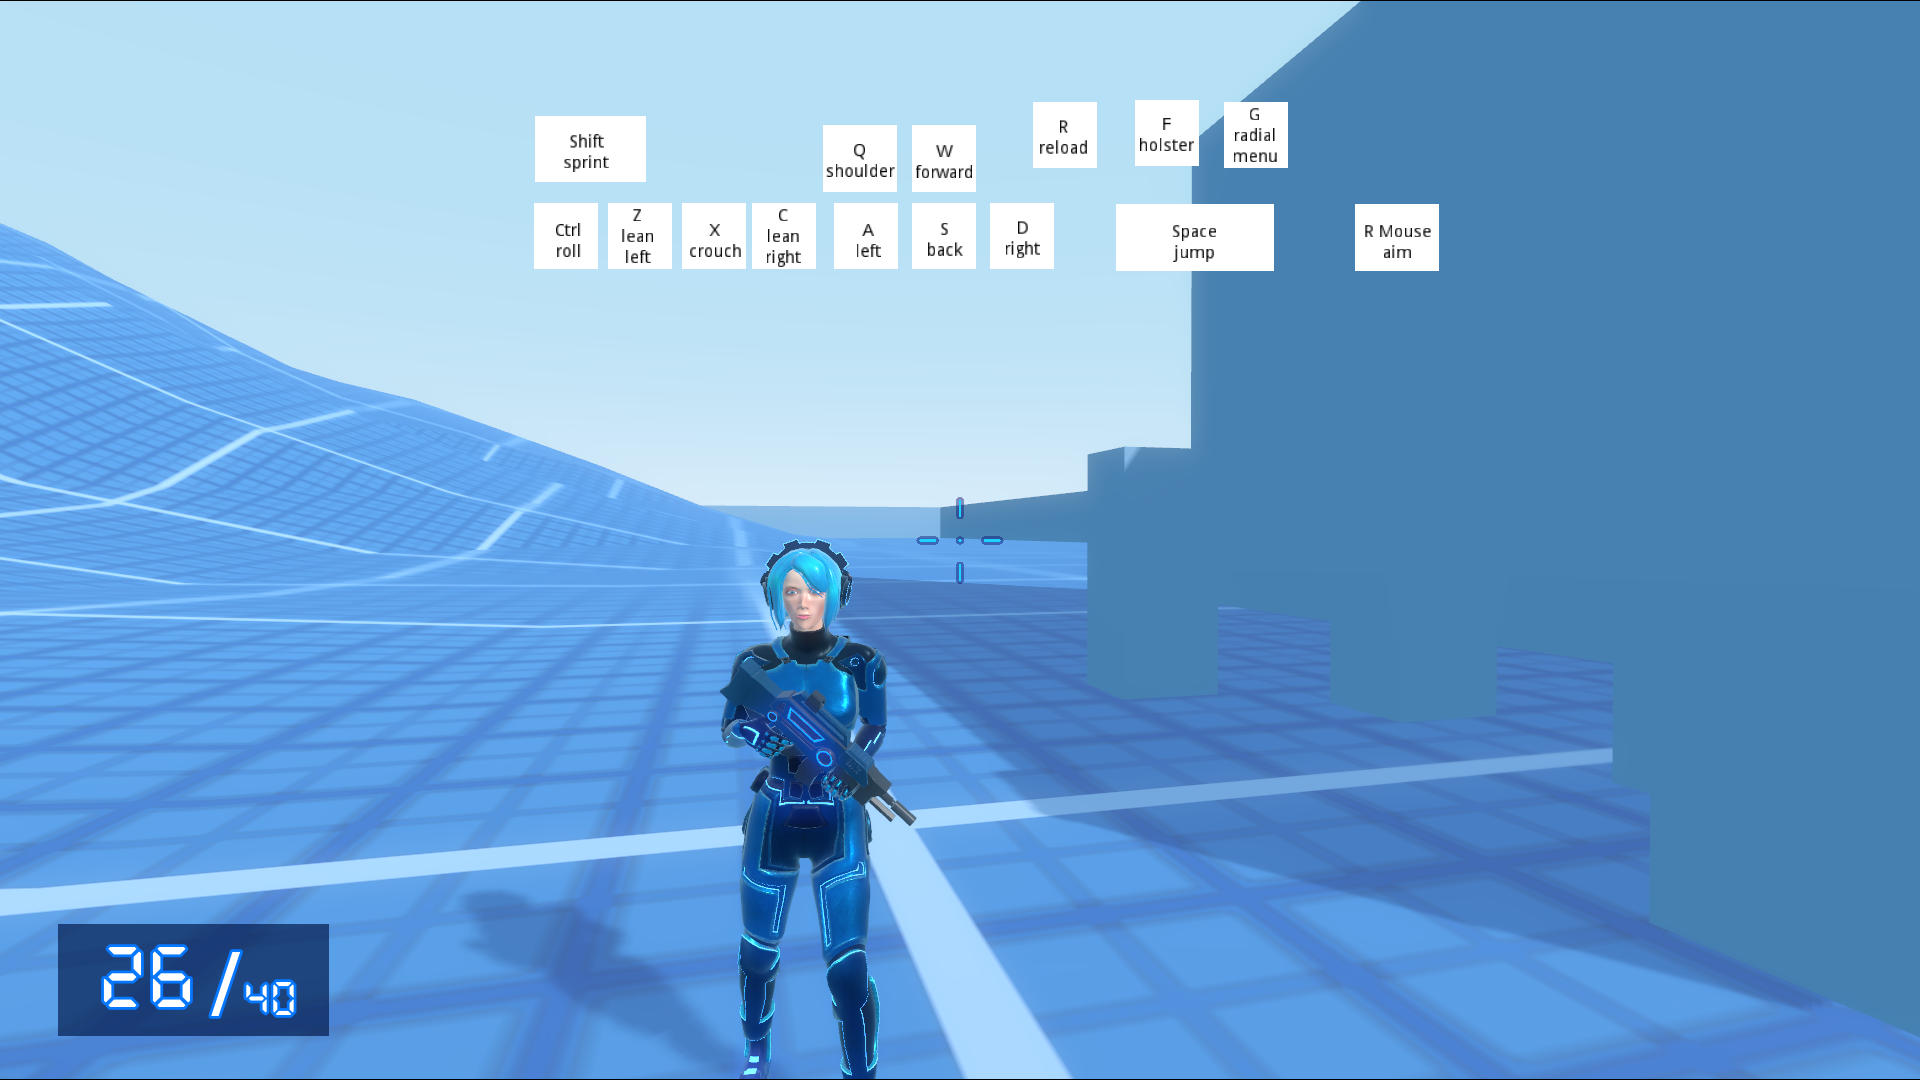 Shift
sprint
Q
shoulder
W
forward
R
reload
F
holster
G
radial
menu
Ctrl
roll
Z
lean
left
X
crouch
C
lean
right
A
left
S
back
D
right
Space
jump
R Mouse
aim
26/40